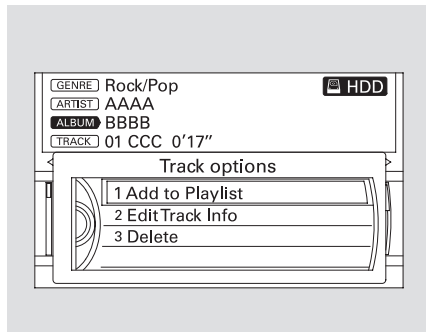 GENRE Rock/Pop HDD
ARTIST AAAA
ALBUM BBBB
TRACK 01 CCC 0'17”
Track options
1 Add to Playlist
2 Edit Track Info
3 Delete